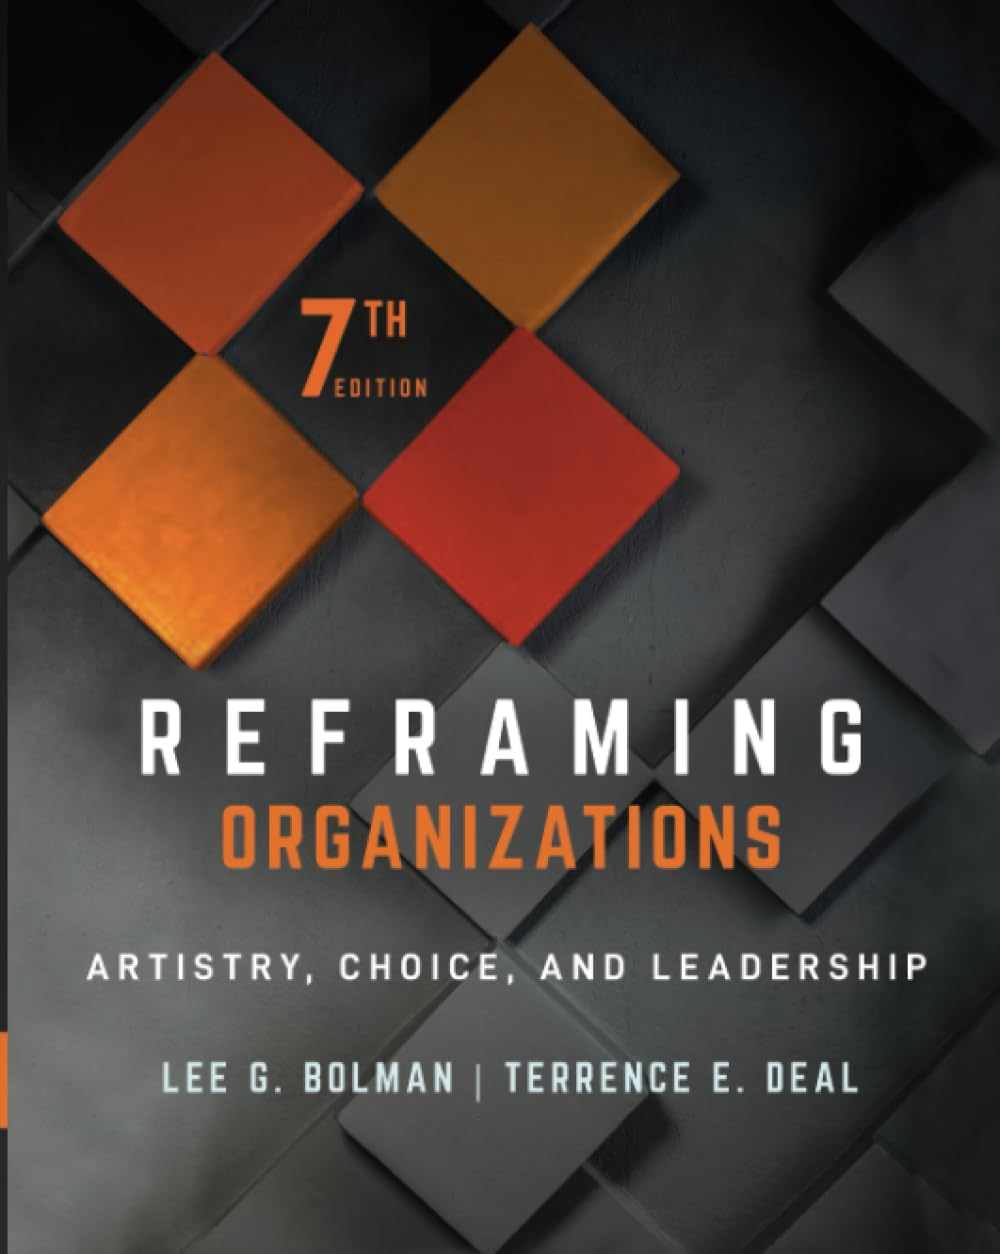 7TH
EDITION
REFRAMING
ORGANIZATIONS
ARTISTRY, CHOICE, AND LEADERSHIP
LEE G. BOLMAN | TERRENCE E. DEAL